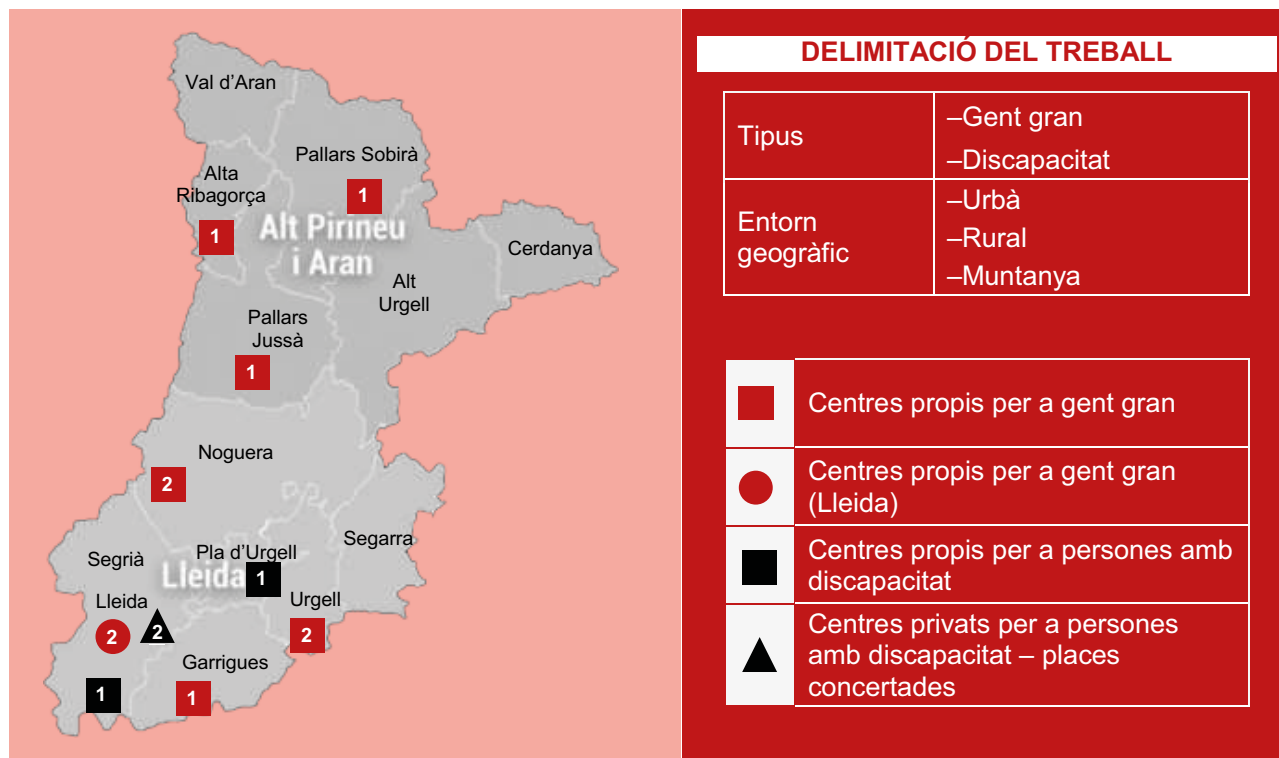 Val d'Aran
Pallars Sobirà
1
Alta
Ribagorça
1
Alt Pirineu
i Aran
Cerdanya
Alt
Urgell
Pallars
Jussà
1
Noguera
2
Segarra
Segrià
Pla d'Urgell
Lleida
1
Urgell
2
Lleida
2
2
Garrigues
1
1
DELIMITACIÓ DEL TREBALL
Tipus
–Gent gran
–Discapacitat
Entorn
geogràfic
–Urbà
–Rural
–Muntanya
Centres propis per a gent gran
Centres propis per a gent gran
(Lleida)
Centres propis per a persones amb
discapacitat
Centres privats per a persones
amb discapacitat – places
concertades